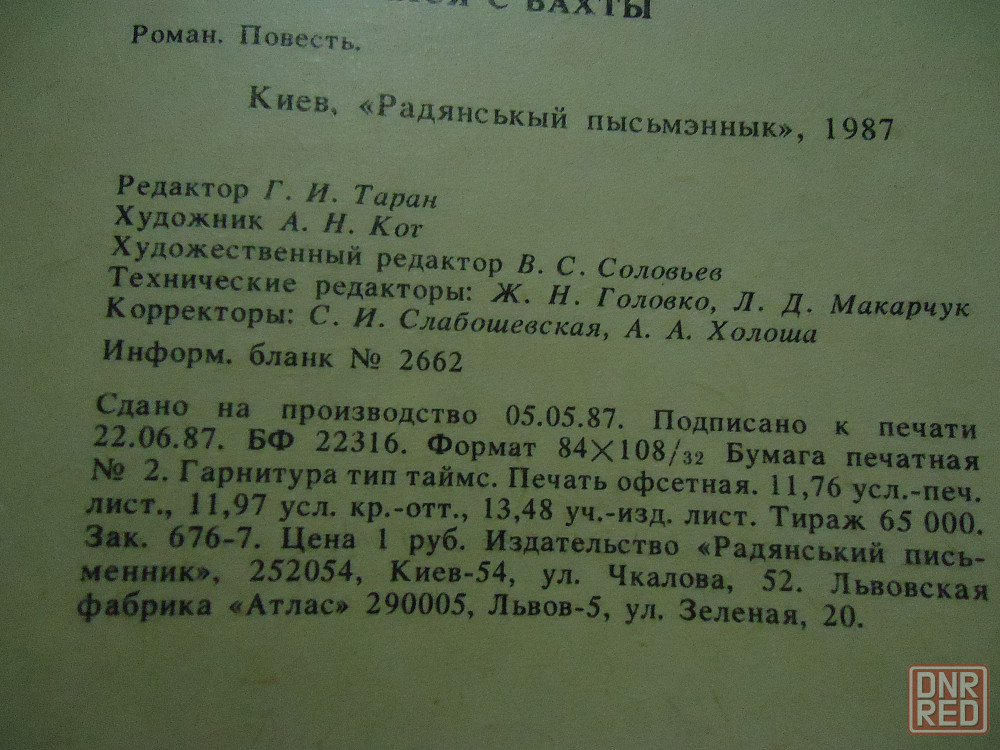 С ВАХТЫ
Роман. Повесть.
Киев, «Радянськый пысьмэннык», 1987
Редактор Г. И. Таран
Художник А. Н. Кот
Художественный редактор В. С. Соловьев
Технические редакторы: Ж. Н. Головко, Л. Д. Макарчук
Корректоры: С. И. Слабошевская, А. А. Холоша
Информ. бланк № 2662
Сдано на производство 05.05.87. Подписано к печати
22.06.87. БФ 22316. Формат 84×108/32 Бумага печатная
№ 2. Гарнитура тип таймс. Печать офсетная. 11,76 усл.-печ.
лист., 11,97 усл. кр.-отт., 13,48 уч.-изд. лист. Тираж 65 000.
Зак. 676-7. Цена 1 руб. Издательство «Радянський пись-
менник», 252054, Киев-54, ул. Чкалова, 52. Львовская
фабрика «Атлас» 290005, Львов-5, ул. Зеленая, 20.
DNR
RED